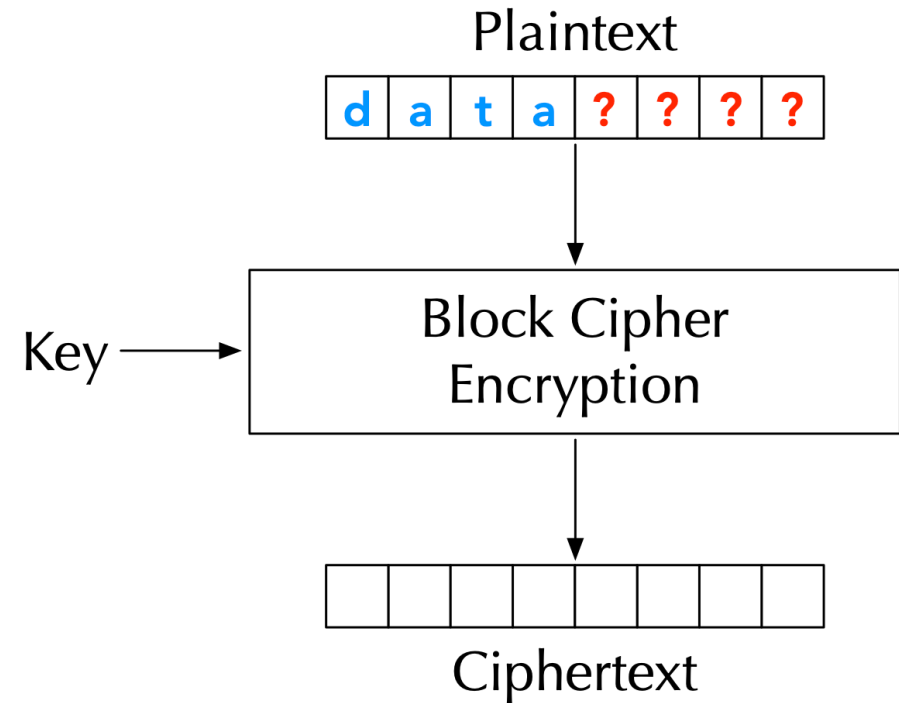 Plaintext
d a t a ? ? ? ?
Block Cipher
Encryption
Key
Ciphertext